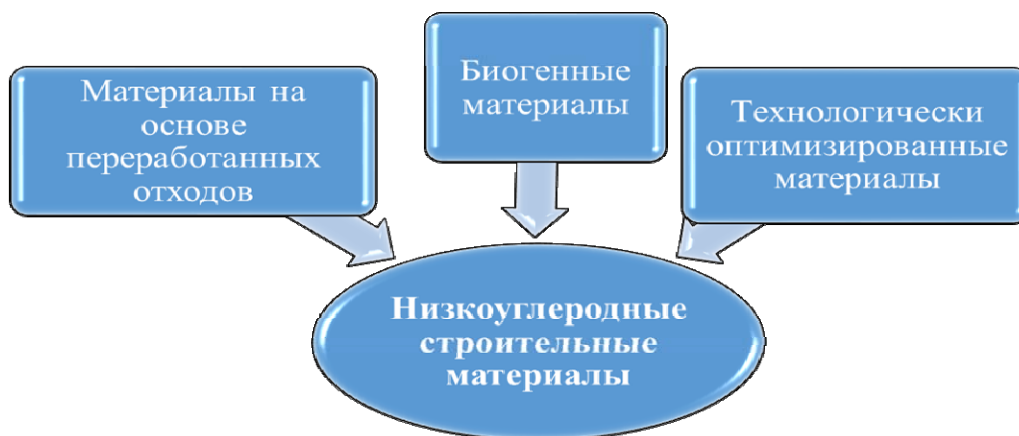 Материалы на
основе
переработанных
отходов
Биогенные
материалы
Технологически
оптимизированные
материалы
Низкоуглеродные
строительные
материалы